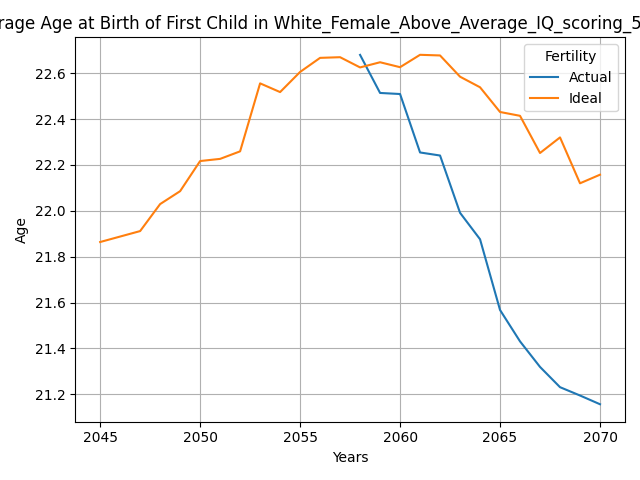 rage Age at Birth of First Child in White_Female_Above_Average_IQ_scoring_5
Fertility
Actual
Ideal
22.6
22.4
22.2
22.0
21.8
21.6
21.4
21.2
Age
2045 2050 2055 2060 2065 2070
Years